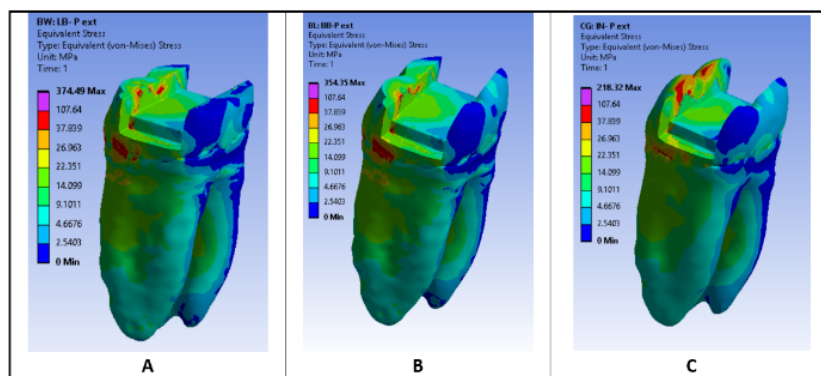 BW: LB- P ext
Equivalent Stress
Type: Equivalent (von-Mises) Stress
Unit: MPa
Time: 1
374.49 Max
107.64
37.839
26.963
22.351
14.099
9.1011
4.6676
2.5403
0 Min
A
BL: BB-P ext
Equivalent Stress
Type: Equivalent (von-Mises) Stress
Unit: MPa
Time: 1
354.35 Max
107.64
37.839
26.963
22.351
14.099
9.1011
4.6676
2.5403
0 Min
B
CG: IN- P ext
Equivalent Stress
Type: Equivalent (von-Mises) Stress
Unit: MPa
Time: 1
218.32 Max
107.64
37.839
26.963
22.351
14.099
9.1011
4.6676
2.5403
0 Min
C